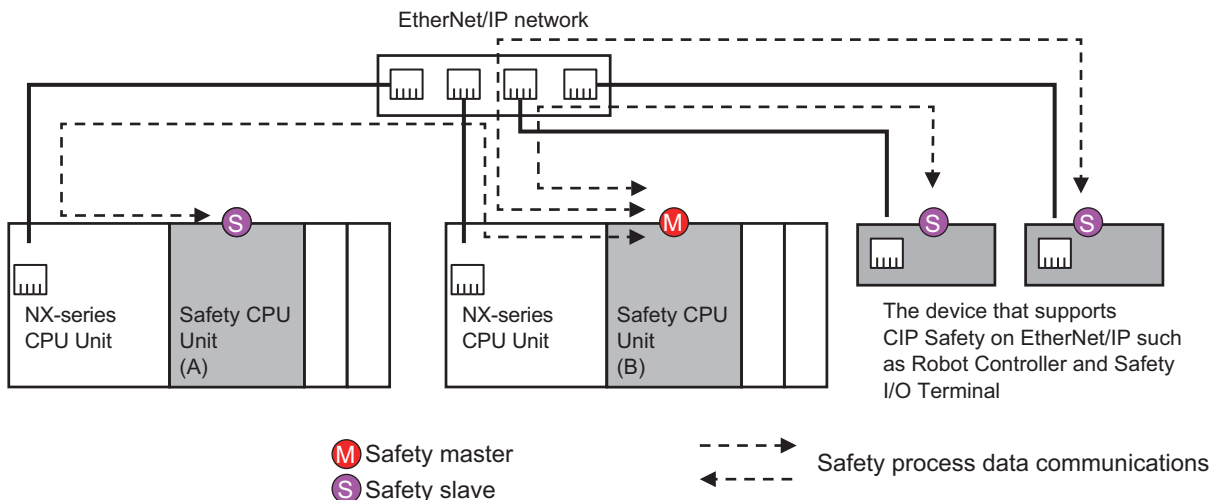 EtherNet/IP network
S
M
S
S
NX-series
CPU Unit
Safety CPU
Unit
(A)
NX-series
CPU Unit
Safety CPU
Unit
(B)
The device that supports
CIP Safety on EtherNet/IP such
as Robot Controller and Safety
I/O Terminal
M Safety master
S Safety slave
Safety process data communications